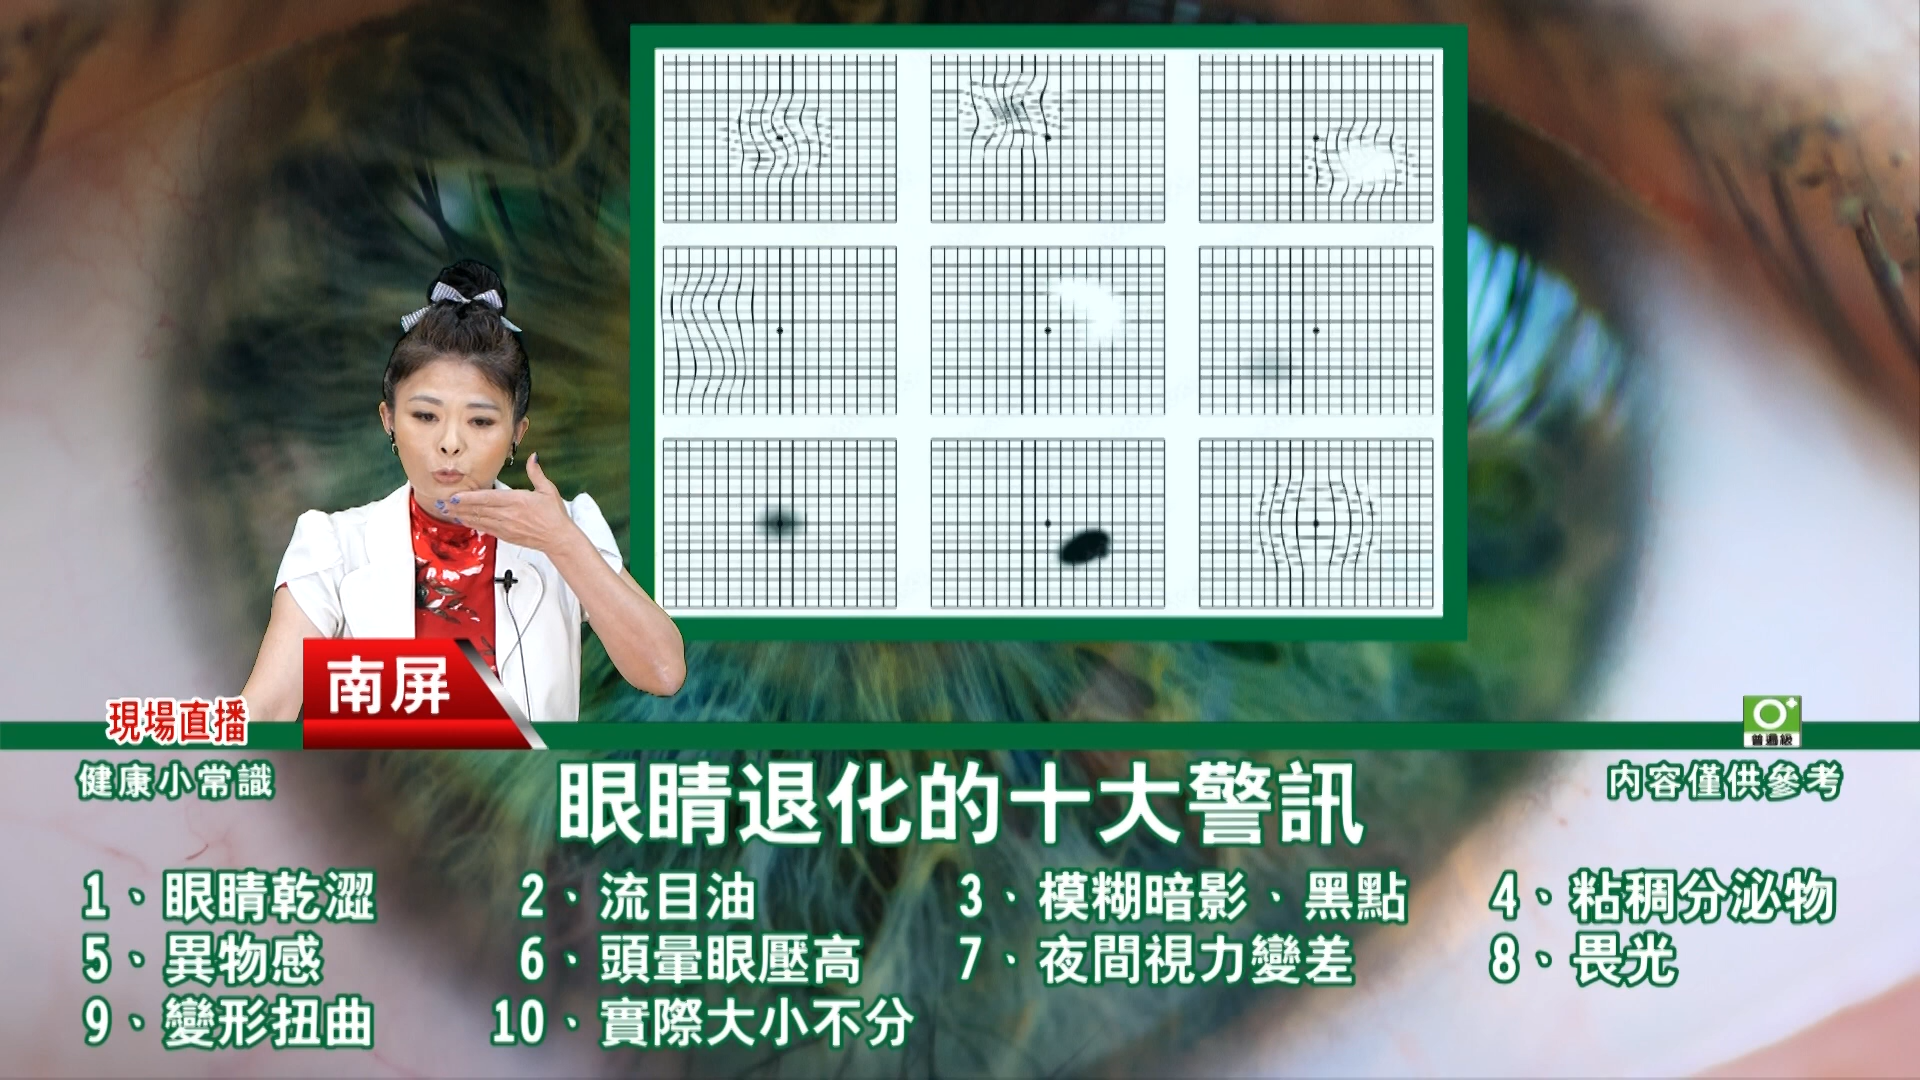 南屏
現場直播
普遍級
健康小常識
眼睛退化的十大警訊
內容僅供參考
1、眼睛乾澀
2、流目油
3、模糊暗影、黑點
4、粘稠分泌物
5、異物感
6、頭暈眼壓高
7、夜間視力變差
8、畏光
9、變形扭曲
10、實際大小不分